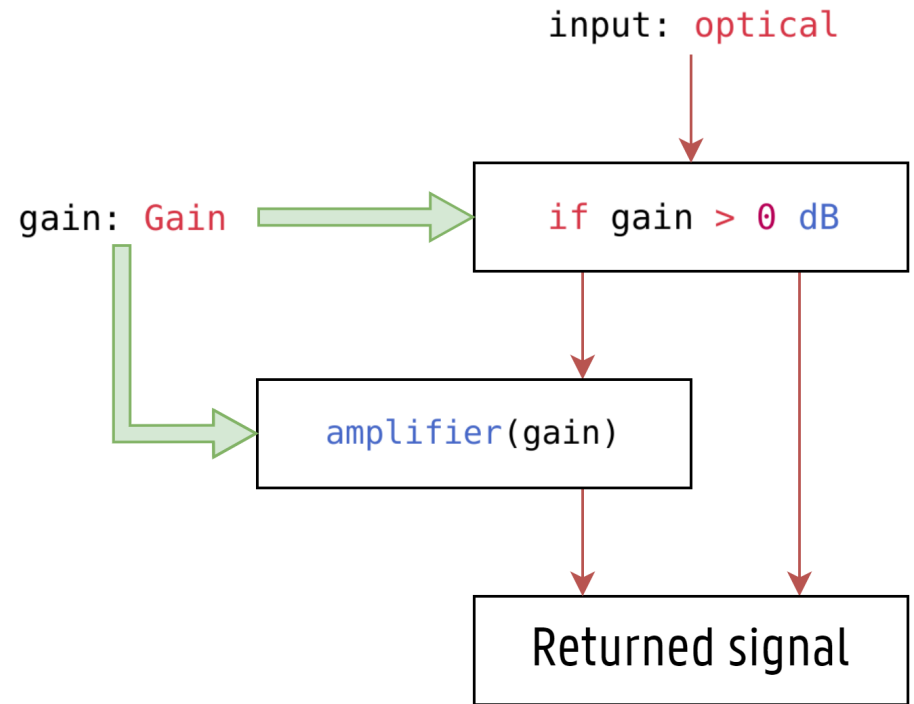 input: optical
gain: Gain
if gain > 0 dB
amplifier(gain)
Returned signal